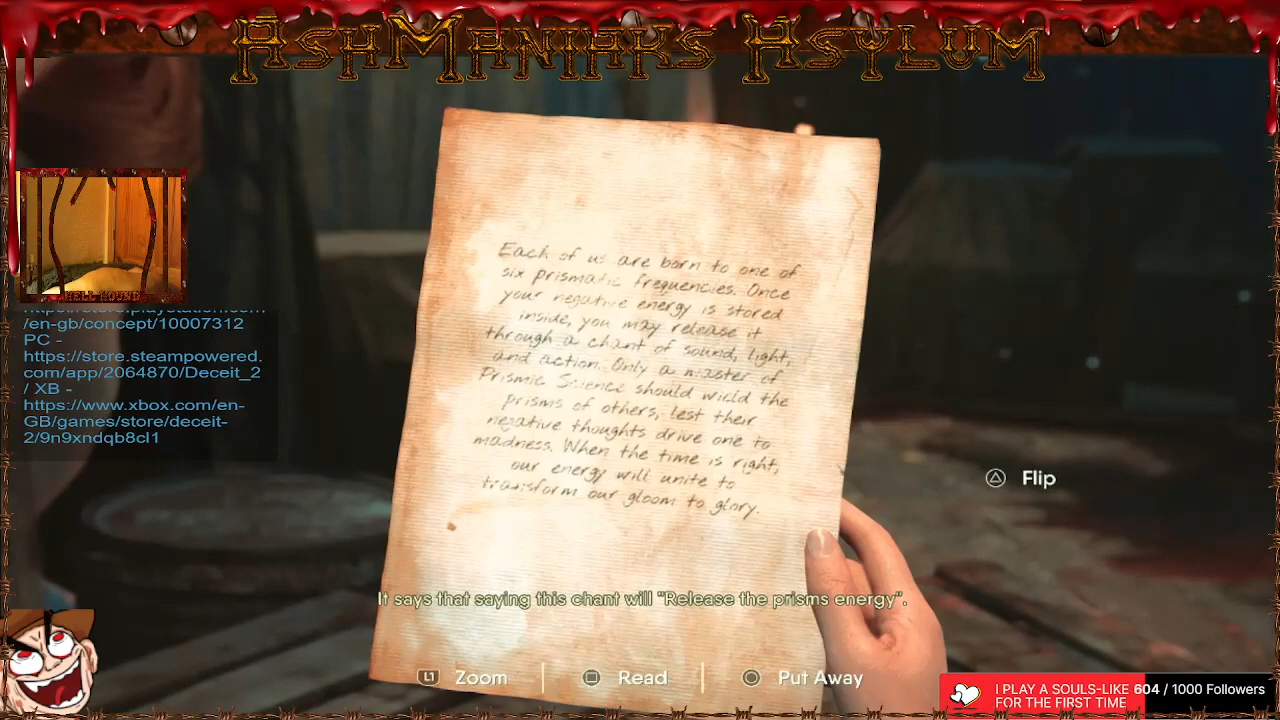 AshManiaks Asylum
HELL HOUND
/en-gb/concept/10007312
PC -
https://store.steampowered.
com/app/2064870/Deceit_2
/ XB -
https://www.xbox.com/en-
GB/games/store/deceit-
2/9n9xndqb8cl1
Each of us are born to one of
six prismatic frequencies. Once
your negative energy is stored
inside, you may release it
through a chant of sound, light,
and action. Only a master of
Prismic Science should wield the
prisms of others, lest their
negative thoughts drive one to
madness. When the time is right,
our energy will unite to
transform our gloom to glory.
Flip
It says that saying this chant will "Release the prisms energy".
L1 Zoom
Read
Put Away
I PLAY A SOULS-LIKE
FOR THE FIRST TIME
604 / 1000 Followers